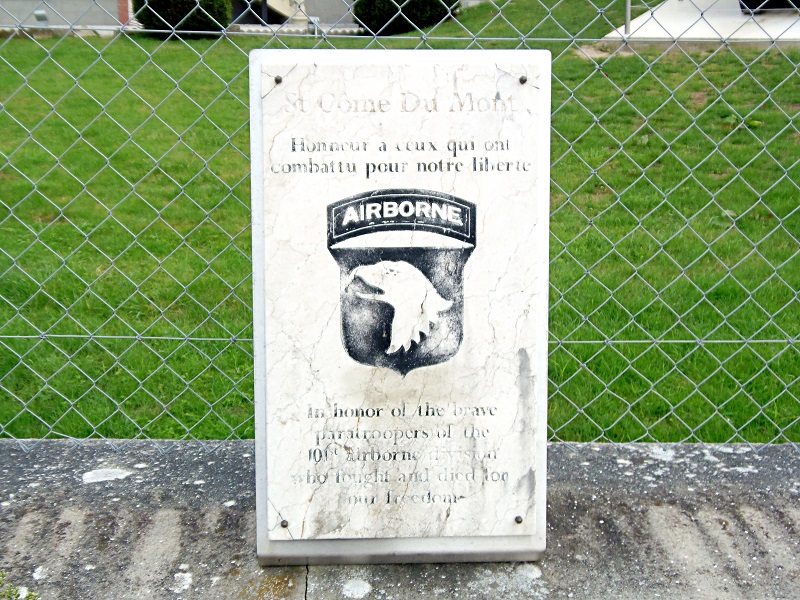 St Côme Du Mont
Honneur a ceux qui ont
combattu pour notre liberte
AIRBORNE
In honor of the brave
paratroopers of the
101st airborne division
who fought and died for
our freedom